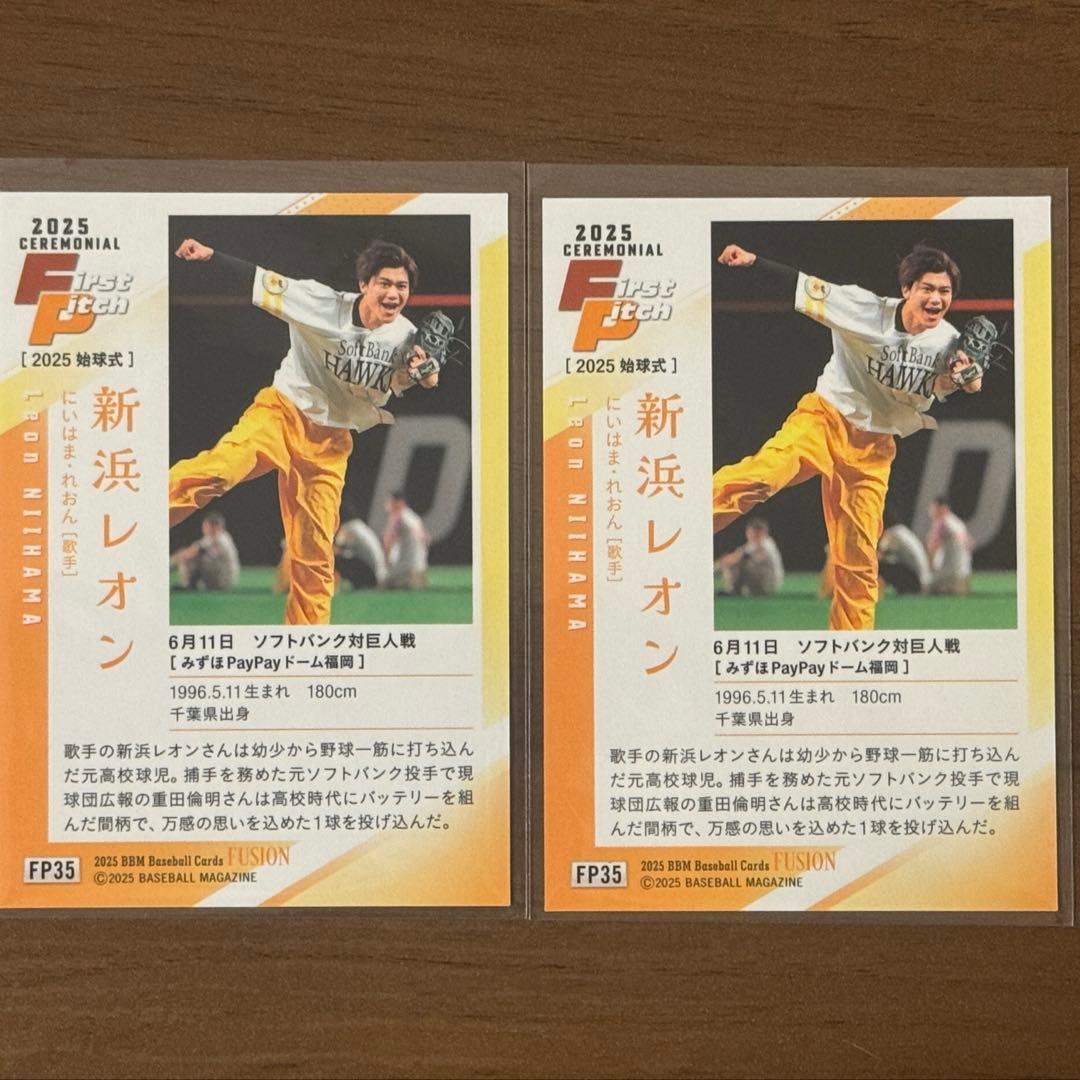 2025
CEREMONIAL
First
Pitch
[ 2025 始球式 ]
新浜レオン
にいはま・れおん [歌手]
Leon NIIHAMA
SoftBank
HAWK
6月11日 ソフトバンク対巨人戦
[ みずほPayPayドーム福岡 ]
1996.5.11生まれ 180cm
千葉県出身
歌手の新浜レオンさんは幼少から野球一筋に打ち込ん
だ元高校球児。捕手を務めた元ソフトバンク投手で現
球団広報の重田倫明さんは高校時代にバッテリーを組
んだ間柄で、万感の思いを込めた1球を投げ込んだ。
FP35
2025 BBM Baseball Cards FUSION
©2025 BASEBALL MAGAZINE
2025
CEREMONIAL
First
Pitch
[ 2025 始球式 ]
新浜レオン
にいはま・れおん [歌手]
Leon NIIHAMA
SoftBank
HAWK
6月11日 ソフトバンク対巨人戦
[ みずほPayPayドーム福岡 ]
1996.5.11生まれ 180cm
千葉県出身
歌手の新浜レオンさんは幼少から野球一筋に打ち込ん
だ元高校球児。捕手を務めた元ソフトバンク投手で現
球団広報の重田倫明さんは高校時代にバッテリーを組
んだ間柄で、万感の思いを込めた1球を投げ込んだ。
FP35
2025 BBM Baseball Cards FUSION
©2025 BASEBALL MAGAZINE